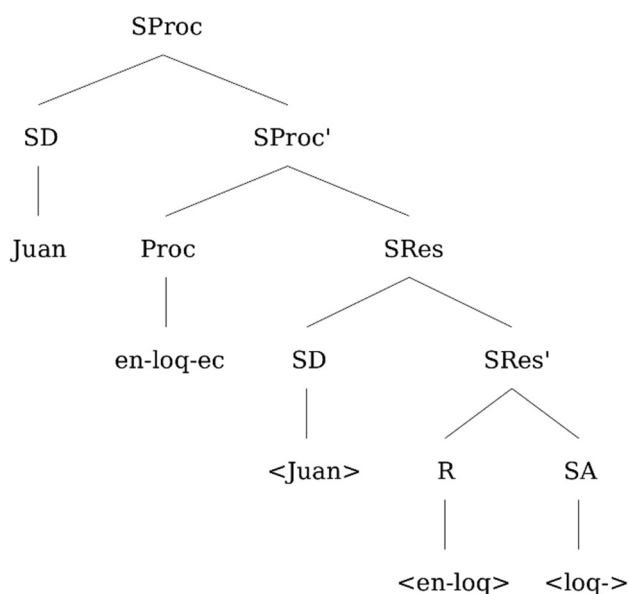 SProc
SD SProc'
Juan Proc SRes
en-loq-ec SD SRes'
<Juan> R SA
<en-loq> <loq->